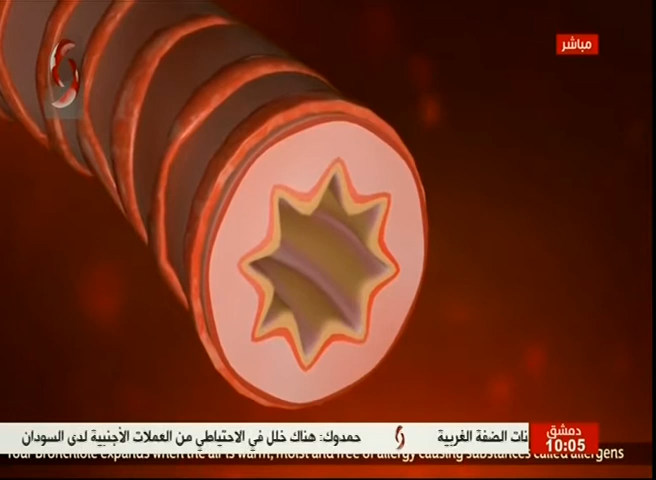 مباشر
نات الضفة الغربية
حمدوك: هناك خلل في الاحتياطي من العملات الأجنبية لدى السودان
دمشق
10:05
Your Bronchiole expands when the air is warm, moist and free of allergy causing substances called allergens